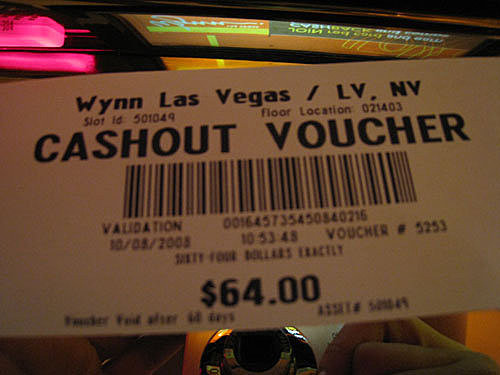 Wynn Las Vegas / LV, NV
Slot Id: 501049 Floor Location: 021403
CASHOUT VOUCHER
VALIDATION 001645735450840216
10/08/2008 10:53:48 VOUCHER # 5253
SIXTY-FOUR DOLLARS EXACTLY
$64.00
Voucher Void after 60 days ASSET# 501049